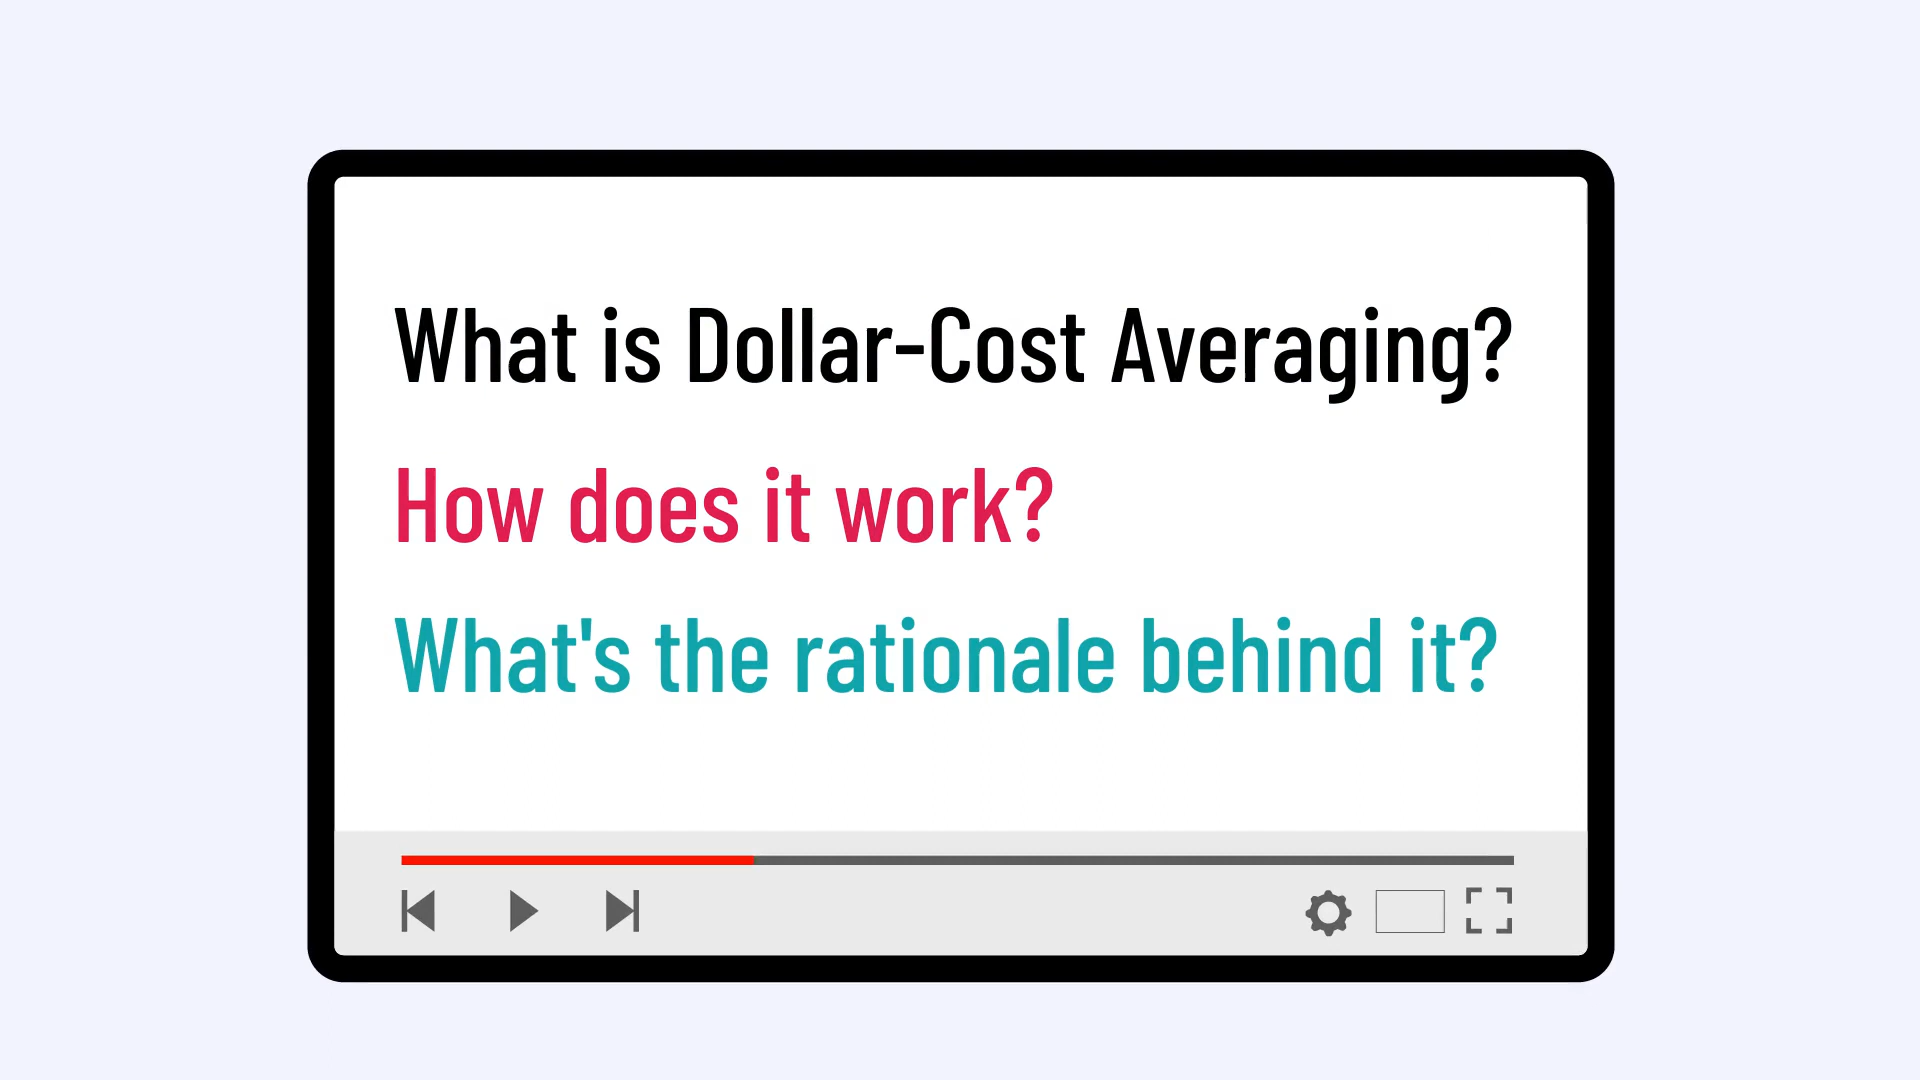 What is Dollar-Cost Averaging?
How does it work?
What's the rationale behind it?